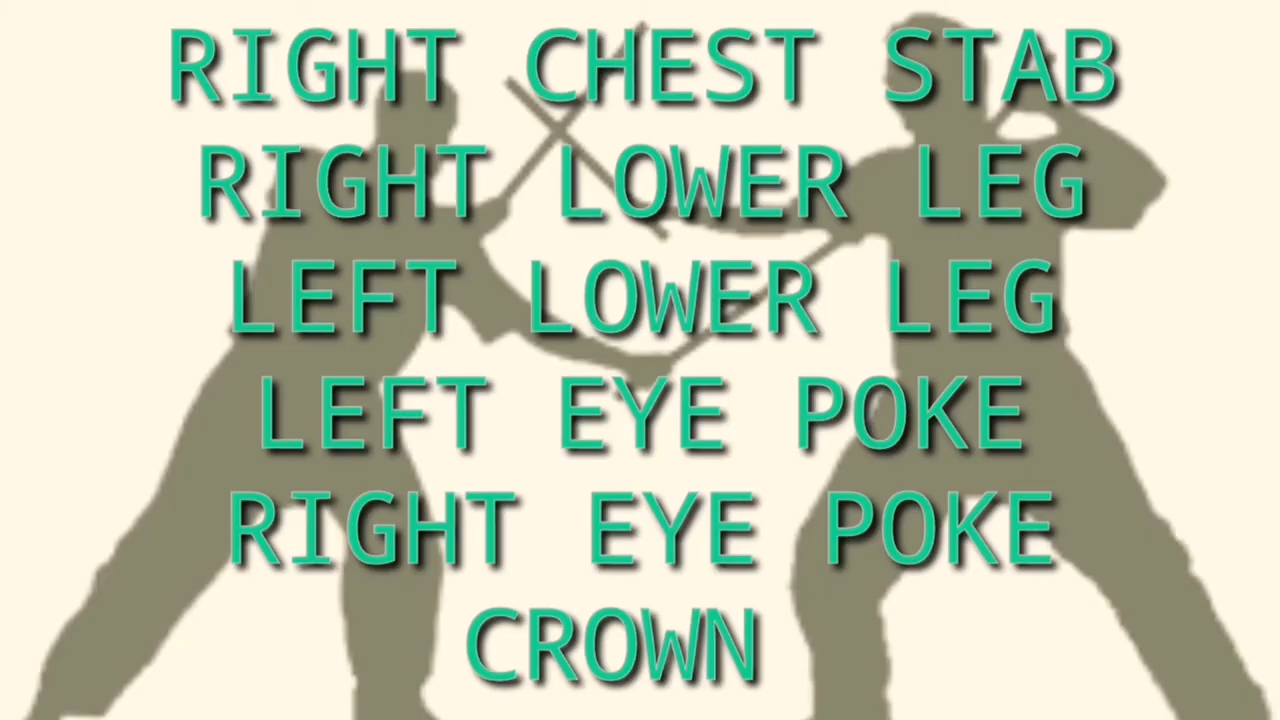 RIGHT CHEST STAB
RIGHT LOWER LEG
LEFT LOWER LEG
LEFT EYE POKE
RIGHT EYE POKE
CROWN